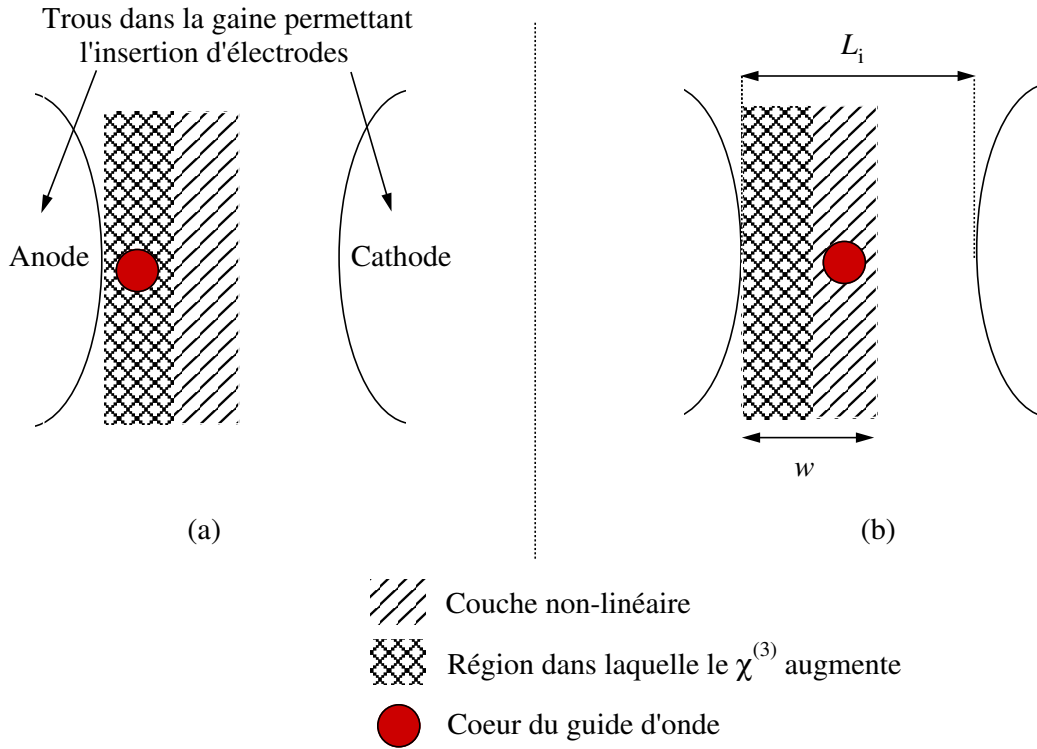 Trous dans la gaine permettant
l'insertion d'électrodes
Anode
Cathode
(a)
L_i
w
(b)
Couche non-linéaire
Région dans laquelle le χ^(3) augmente
Coeur du guide d'onde